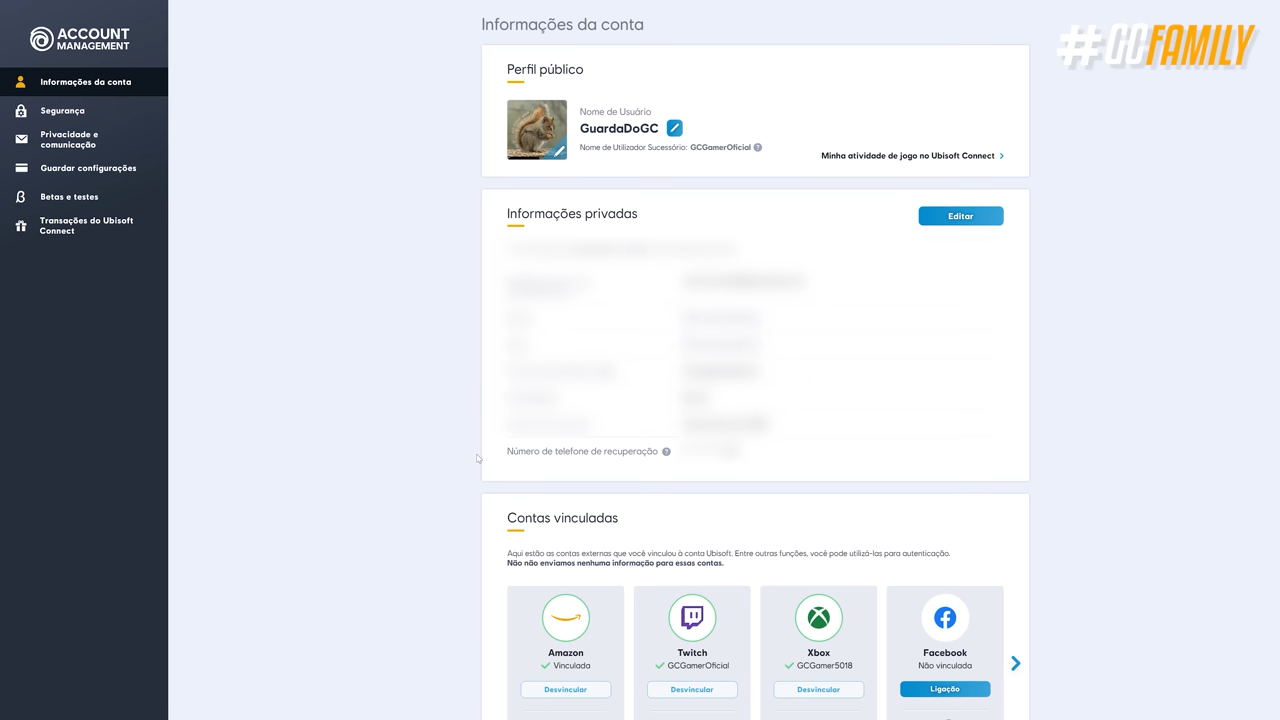 ACCOUNT
MANAGEMENT
Informações da conta
Segurança
Privacidade e
comunicação
Guardar configurações
Betas e testes
Transações do Ubisoft
Connect
Informações da conta
#GCFAMILY
Perfil público
Nome de Usuário
GuardaDoGC
Nome de Utilizador Sucessório: GCGamerOficial ?
Minha atividade de jogo no Ubisoft Connect
Informações privadas
Editar
Número de telefone de recuperação ?
Contas vinculadas
Aqui estão as contas externas que você vinculou à conta Ubisoft. Entre outras funções, você pode utilizá-las para autenticação.
Não não enviamos nenhuma informação para essas contas.
Amazon
Vinculada
Desvincular
Twitch
GCGamerOficial
Desvincular
Xbox
GCGamer5018
Desvincular
Facebook
Não vinculada
Ligação